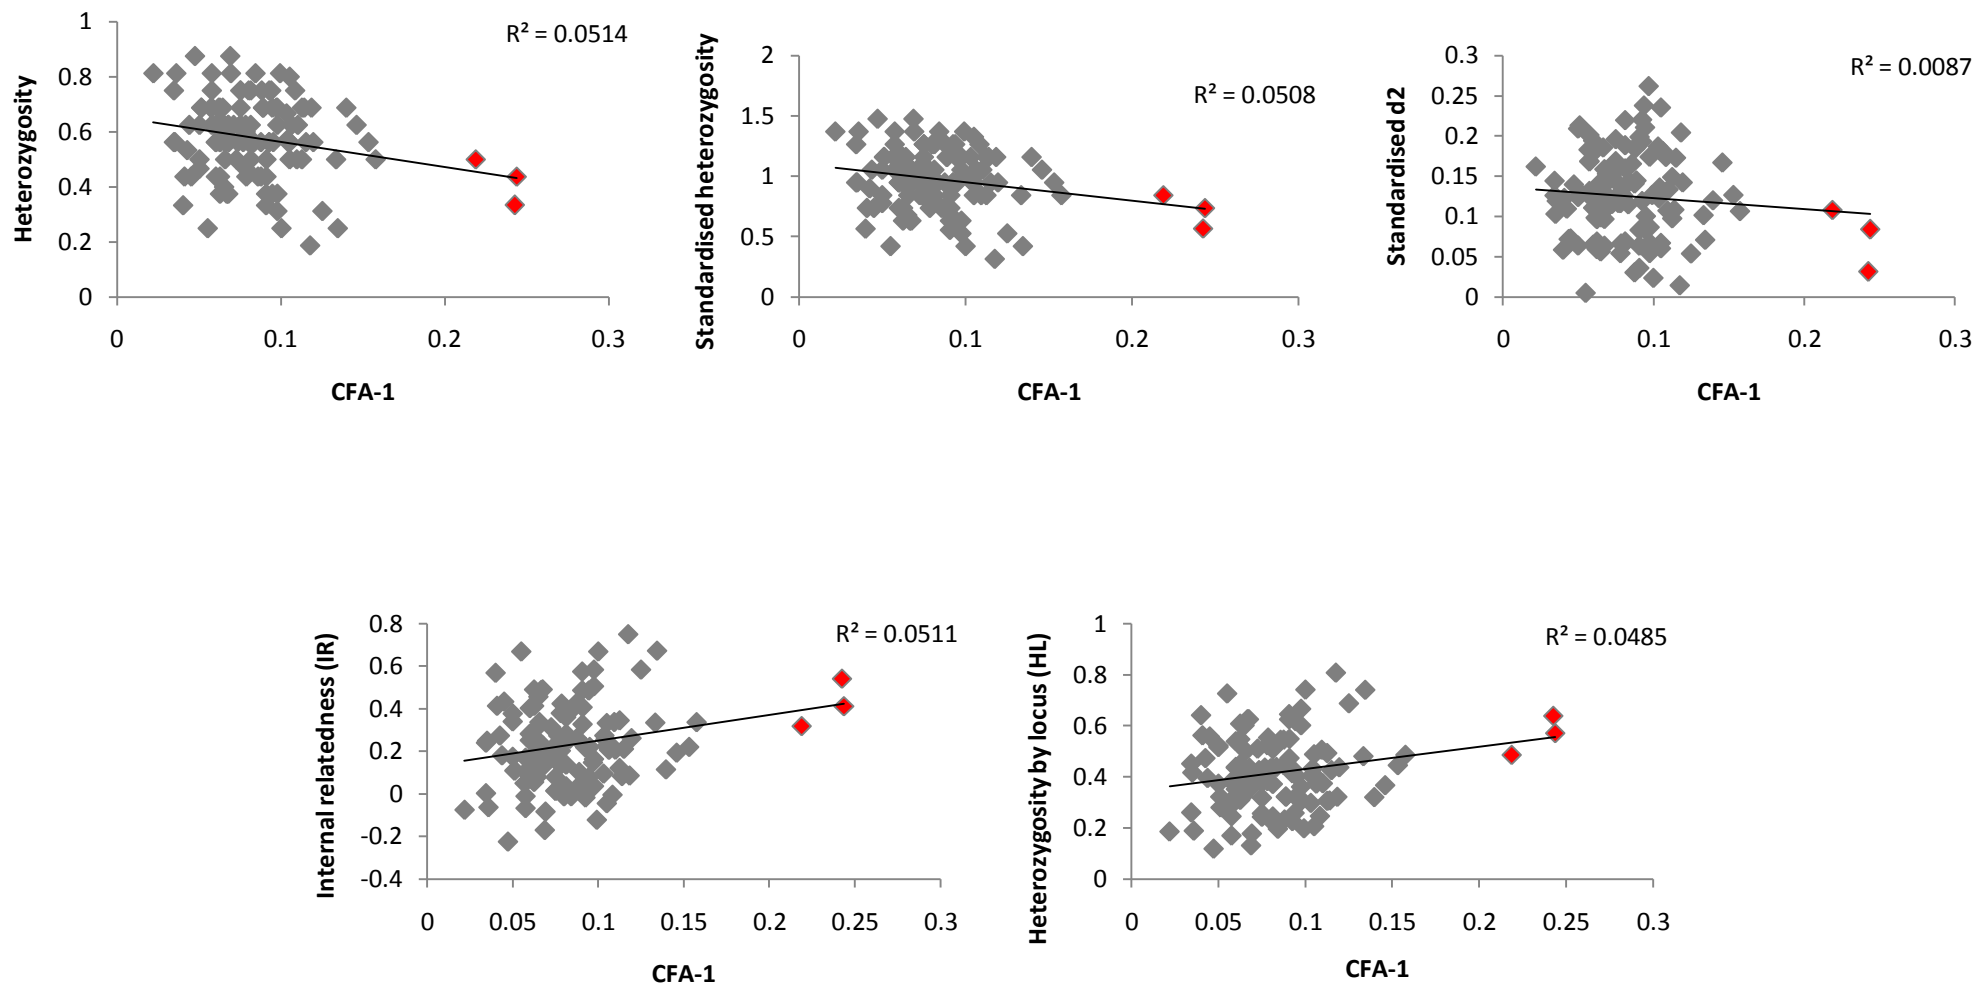 R² = 0.0514
Heterozygosity
1
0.8
0.6
0.4
0.2
0
0 0.1 0.2 0.3
CFA-1
R² = 0.0508
Standardised heterozygosity
2
1.5
1
0.5
0
0 0.1 0.2 0.3
CFA-1
R² = 0.0087
Standardised d2
0.3
0.25
0.2
0.15
0.1
0.05
0
0 0.1 0.2 0.3
CFA-1
R² = 0.0511
Internal relatedness (IR)
0.8
0.6
0.4
0.2
0
-0.2
-0.4
0 0.05 0.1 0.15 0.2 0.25 0.3
CFA-1
R² = 0.0485
Heterozygosity by locus (HL)
1
0.8
0.6
0.4
0.2
0
0 0.05 0.1 0.15 0.2 0.25 0.3
CFA-1